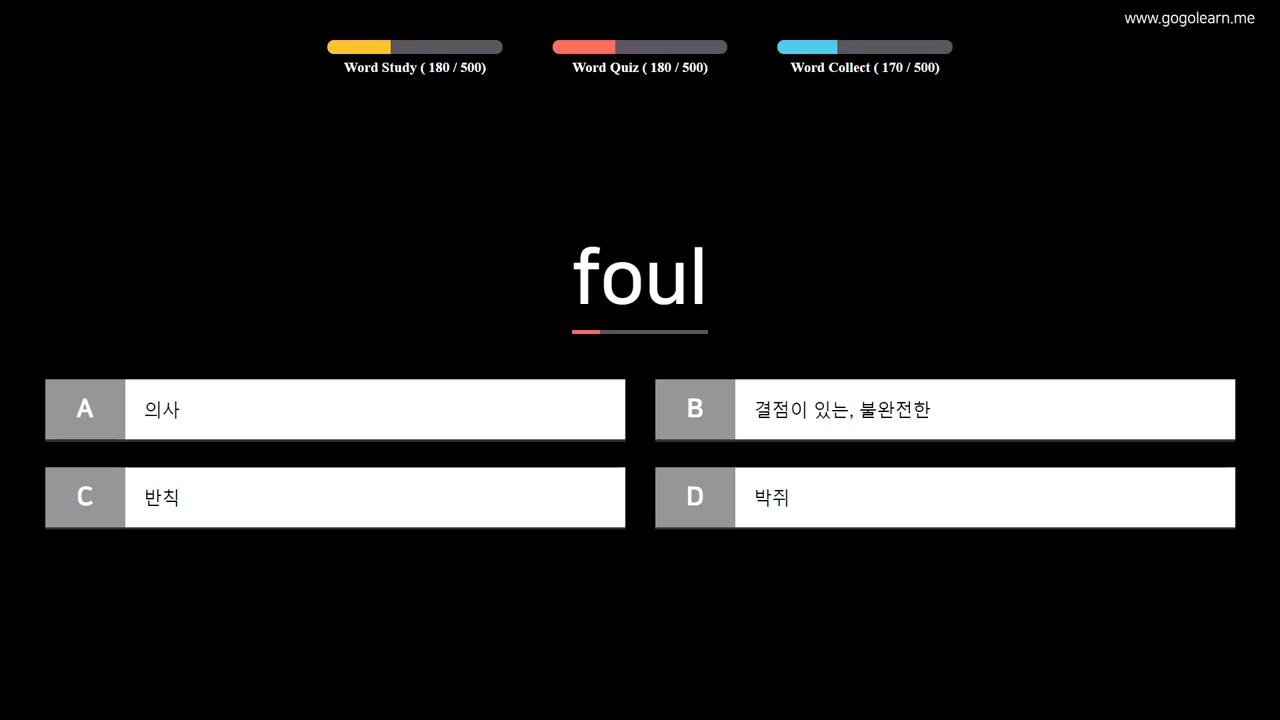 www.gogolearn.me
Word Study ( 180 / 500)
Word Quiz ( 180 / 500)
Word Collect ( 170 / 500)
foul
A 의사
B 결점이 있는, 불완전한
C 반칙
D 박쥐